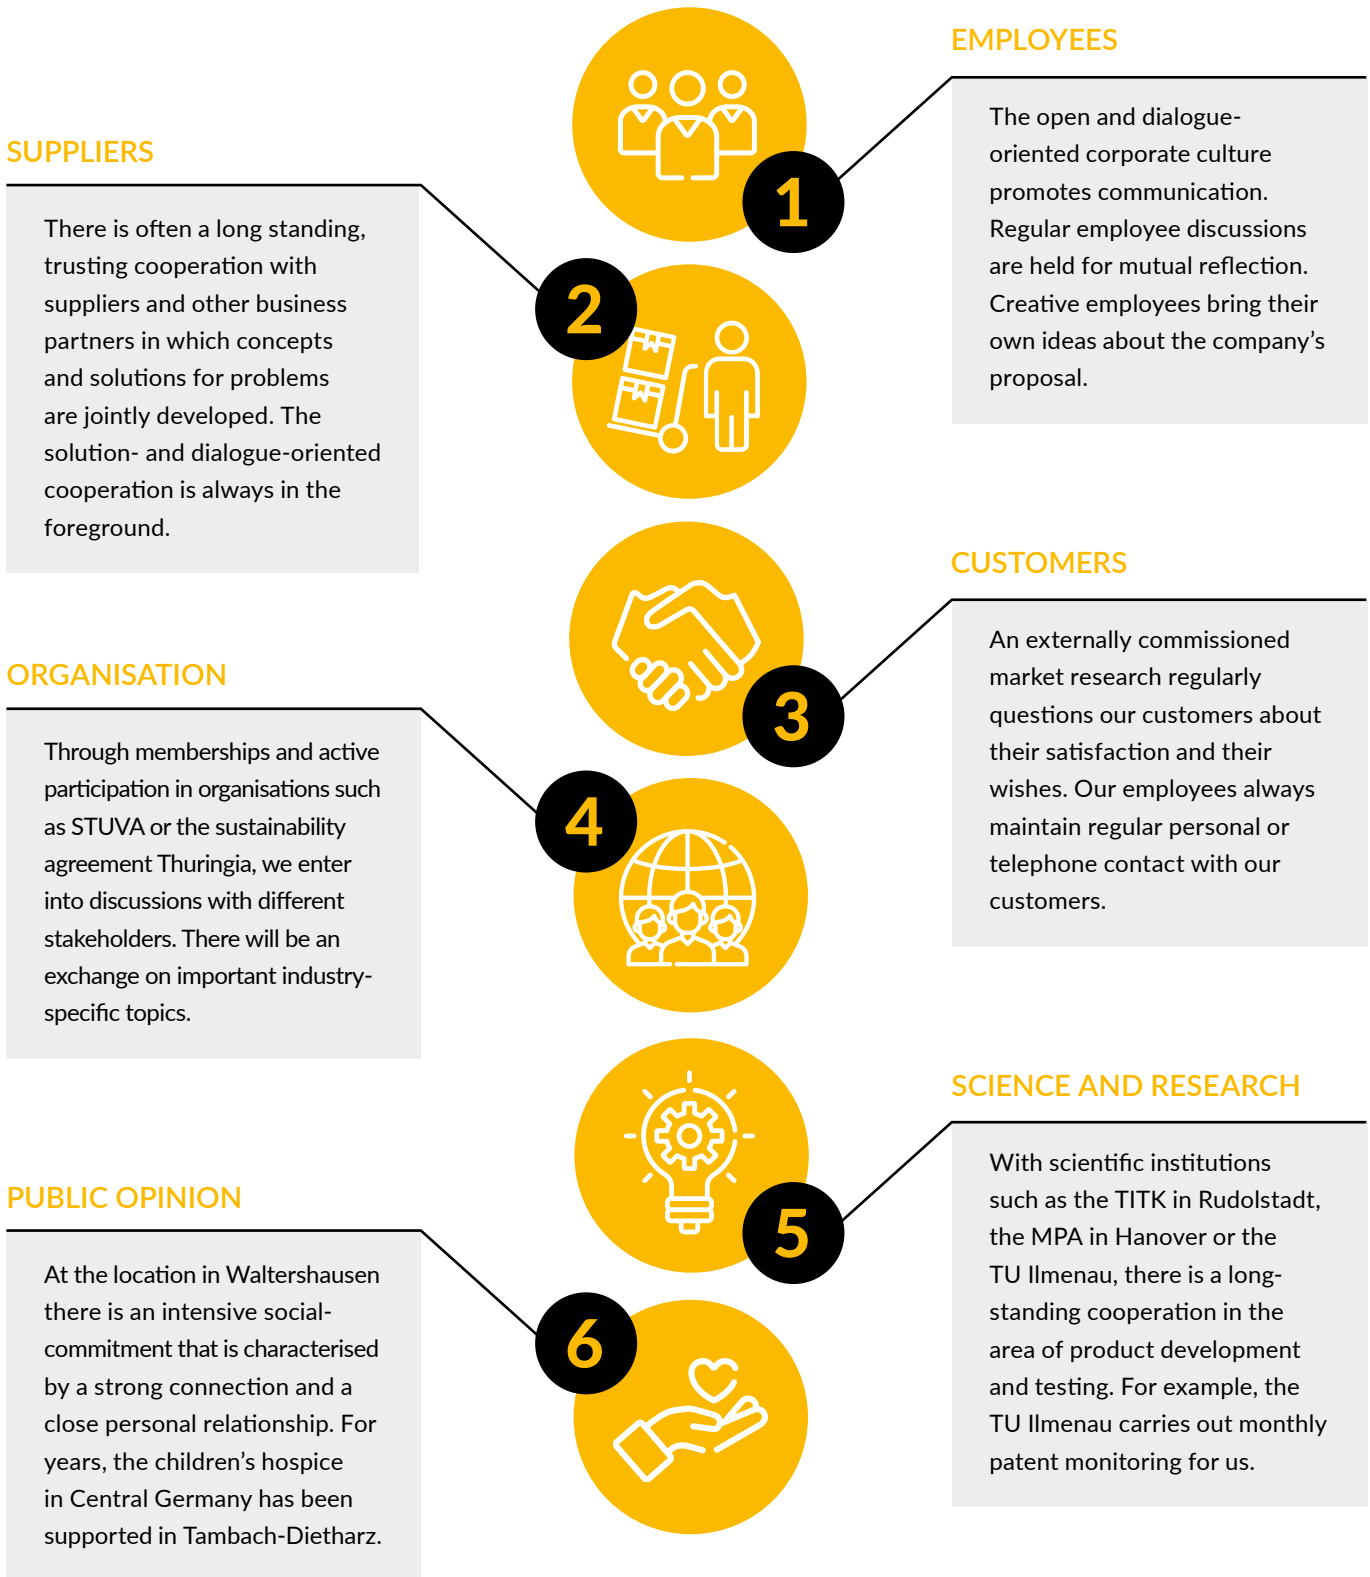 EMPLOYEES
The open and dialogue-
oriented corporate culture
promotes communication.
Regular employee discussions
are held for mutual reflection.
Creative employees bring their
own ideas about the company’s
proposal.
1
SUPPLIERS
There is often a long standing,
trusting cooperation with
suppliers and other business
partners in which concepts
and solutions for problems
are jointly developed. The
solution- and dialogue-oriented
cooperation is always in the
foreground.
2
CUSTOMERS
An externally commissioned
market research regularly
questions our customers about
their satisfaction and their
wishes. Our employees always
maintain regular personal or
telephone contact with our
customers.
3
ORGANISATION
Through memberships and active
participation in organisations such
as STUVA or the sustainability
agreement Thuringia, we enter
into discussions with different
stakeholders. There will be an
exchange on important industry-
specific topics.
4
SCIENCE AND RESEARCH
With scientific institutions
such as the TITK in Rudolstadt,
the MPA in Hanover or the
TU Ilmenau, there is a long-
standing cooperation in the
area of product development
and testing. For example, the
TU Ilmenau carries out monthly
patent monitoring for us.
5
PUBLIC OPINION
At the location in Waltershausen
there is an intensive social-
commitment that is characterised
by a strong connection and a
close personal relationship. For
years, the children’s hospice
in Central Germany has been
supported in Tambach-Dietharz.
6